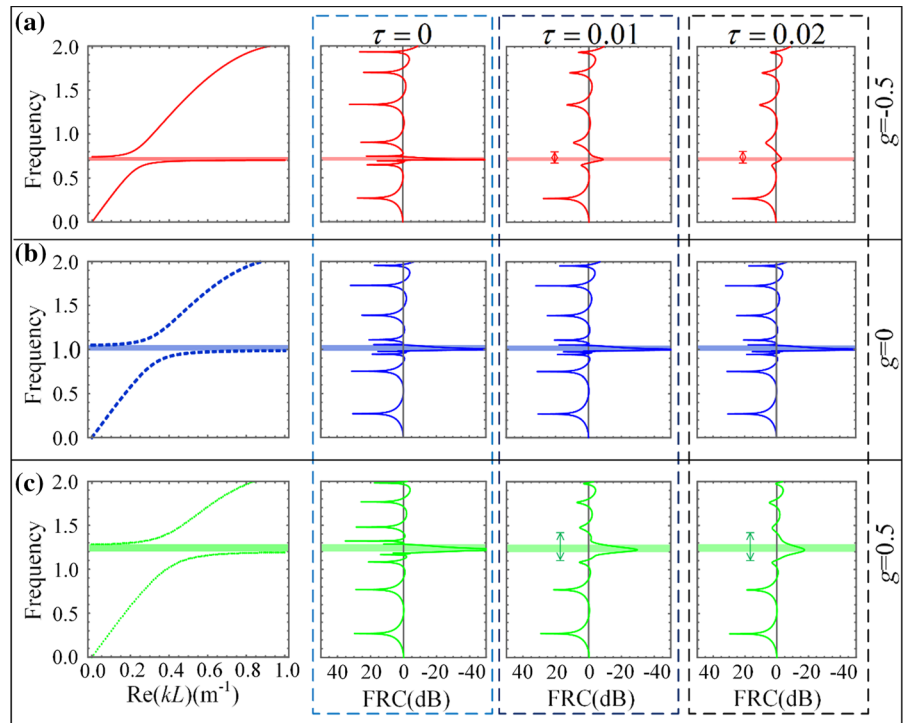 (a)
τ=0
τ=0.01
τ=0.02
2.0
1.5
1.0
0.5
0.0
Frequency
g=-0.5
(b)
2.0
1.5
1.0
0.5
0.0
Frequency
g=0
(c)
2.0
1.5
1.0
0.5
0.0
Frequency
g=0.5
0.0 0.2 0.4 0.6 0.8 1.0
Re(kL)(m⁻¹)
40 20 0 -20 -40
FRC(dB)
40 20 0 -20 -40
FRC(dB)
40 20 0 -20 -40
FRC(dB)